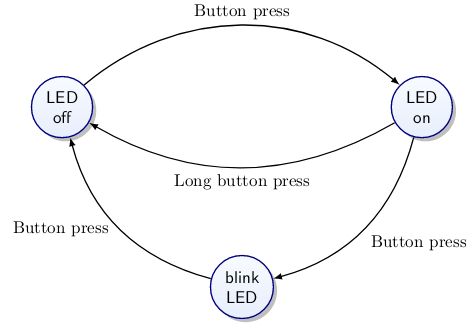 Button press
LED
off
LED
on
Long button press
Button press
Button press
blink
LED